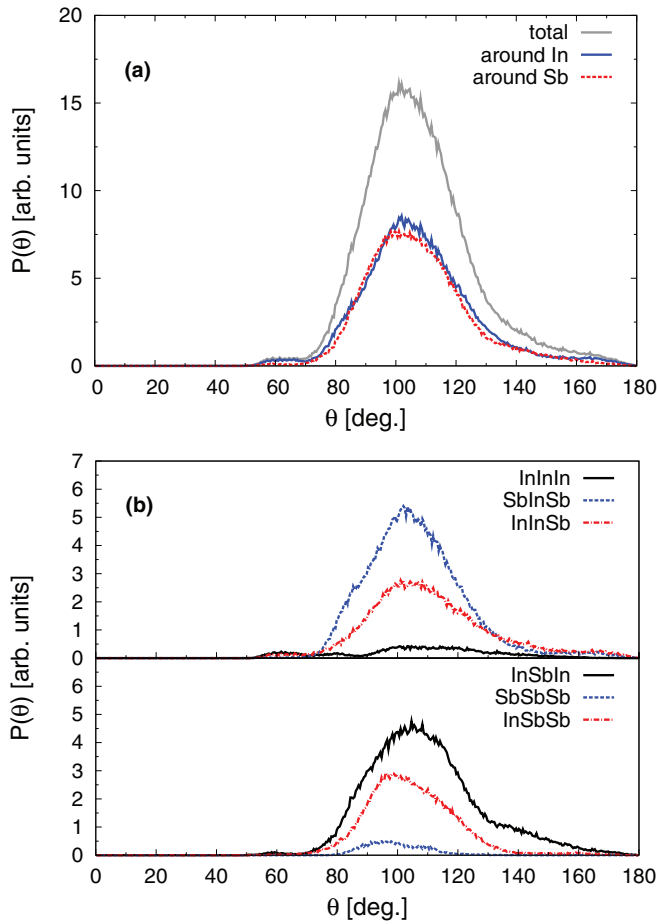 (a)
total
around In
around Sb
20
15
10
5
0
P(θ) [arb. units]
0 20 40 60 80 100 120 140 160 180
θ [deg.]
(b)
InInIn
SbInSb
InInSb
7
6
5
4
3
2
1
0
P(θ) [arb. units]
InSbIn
SbSbSb
InSbSb
6
5
4
3
2
1
0
0 20 40 60 80 100 120 140 160 180
θ [deg.]